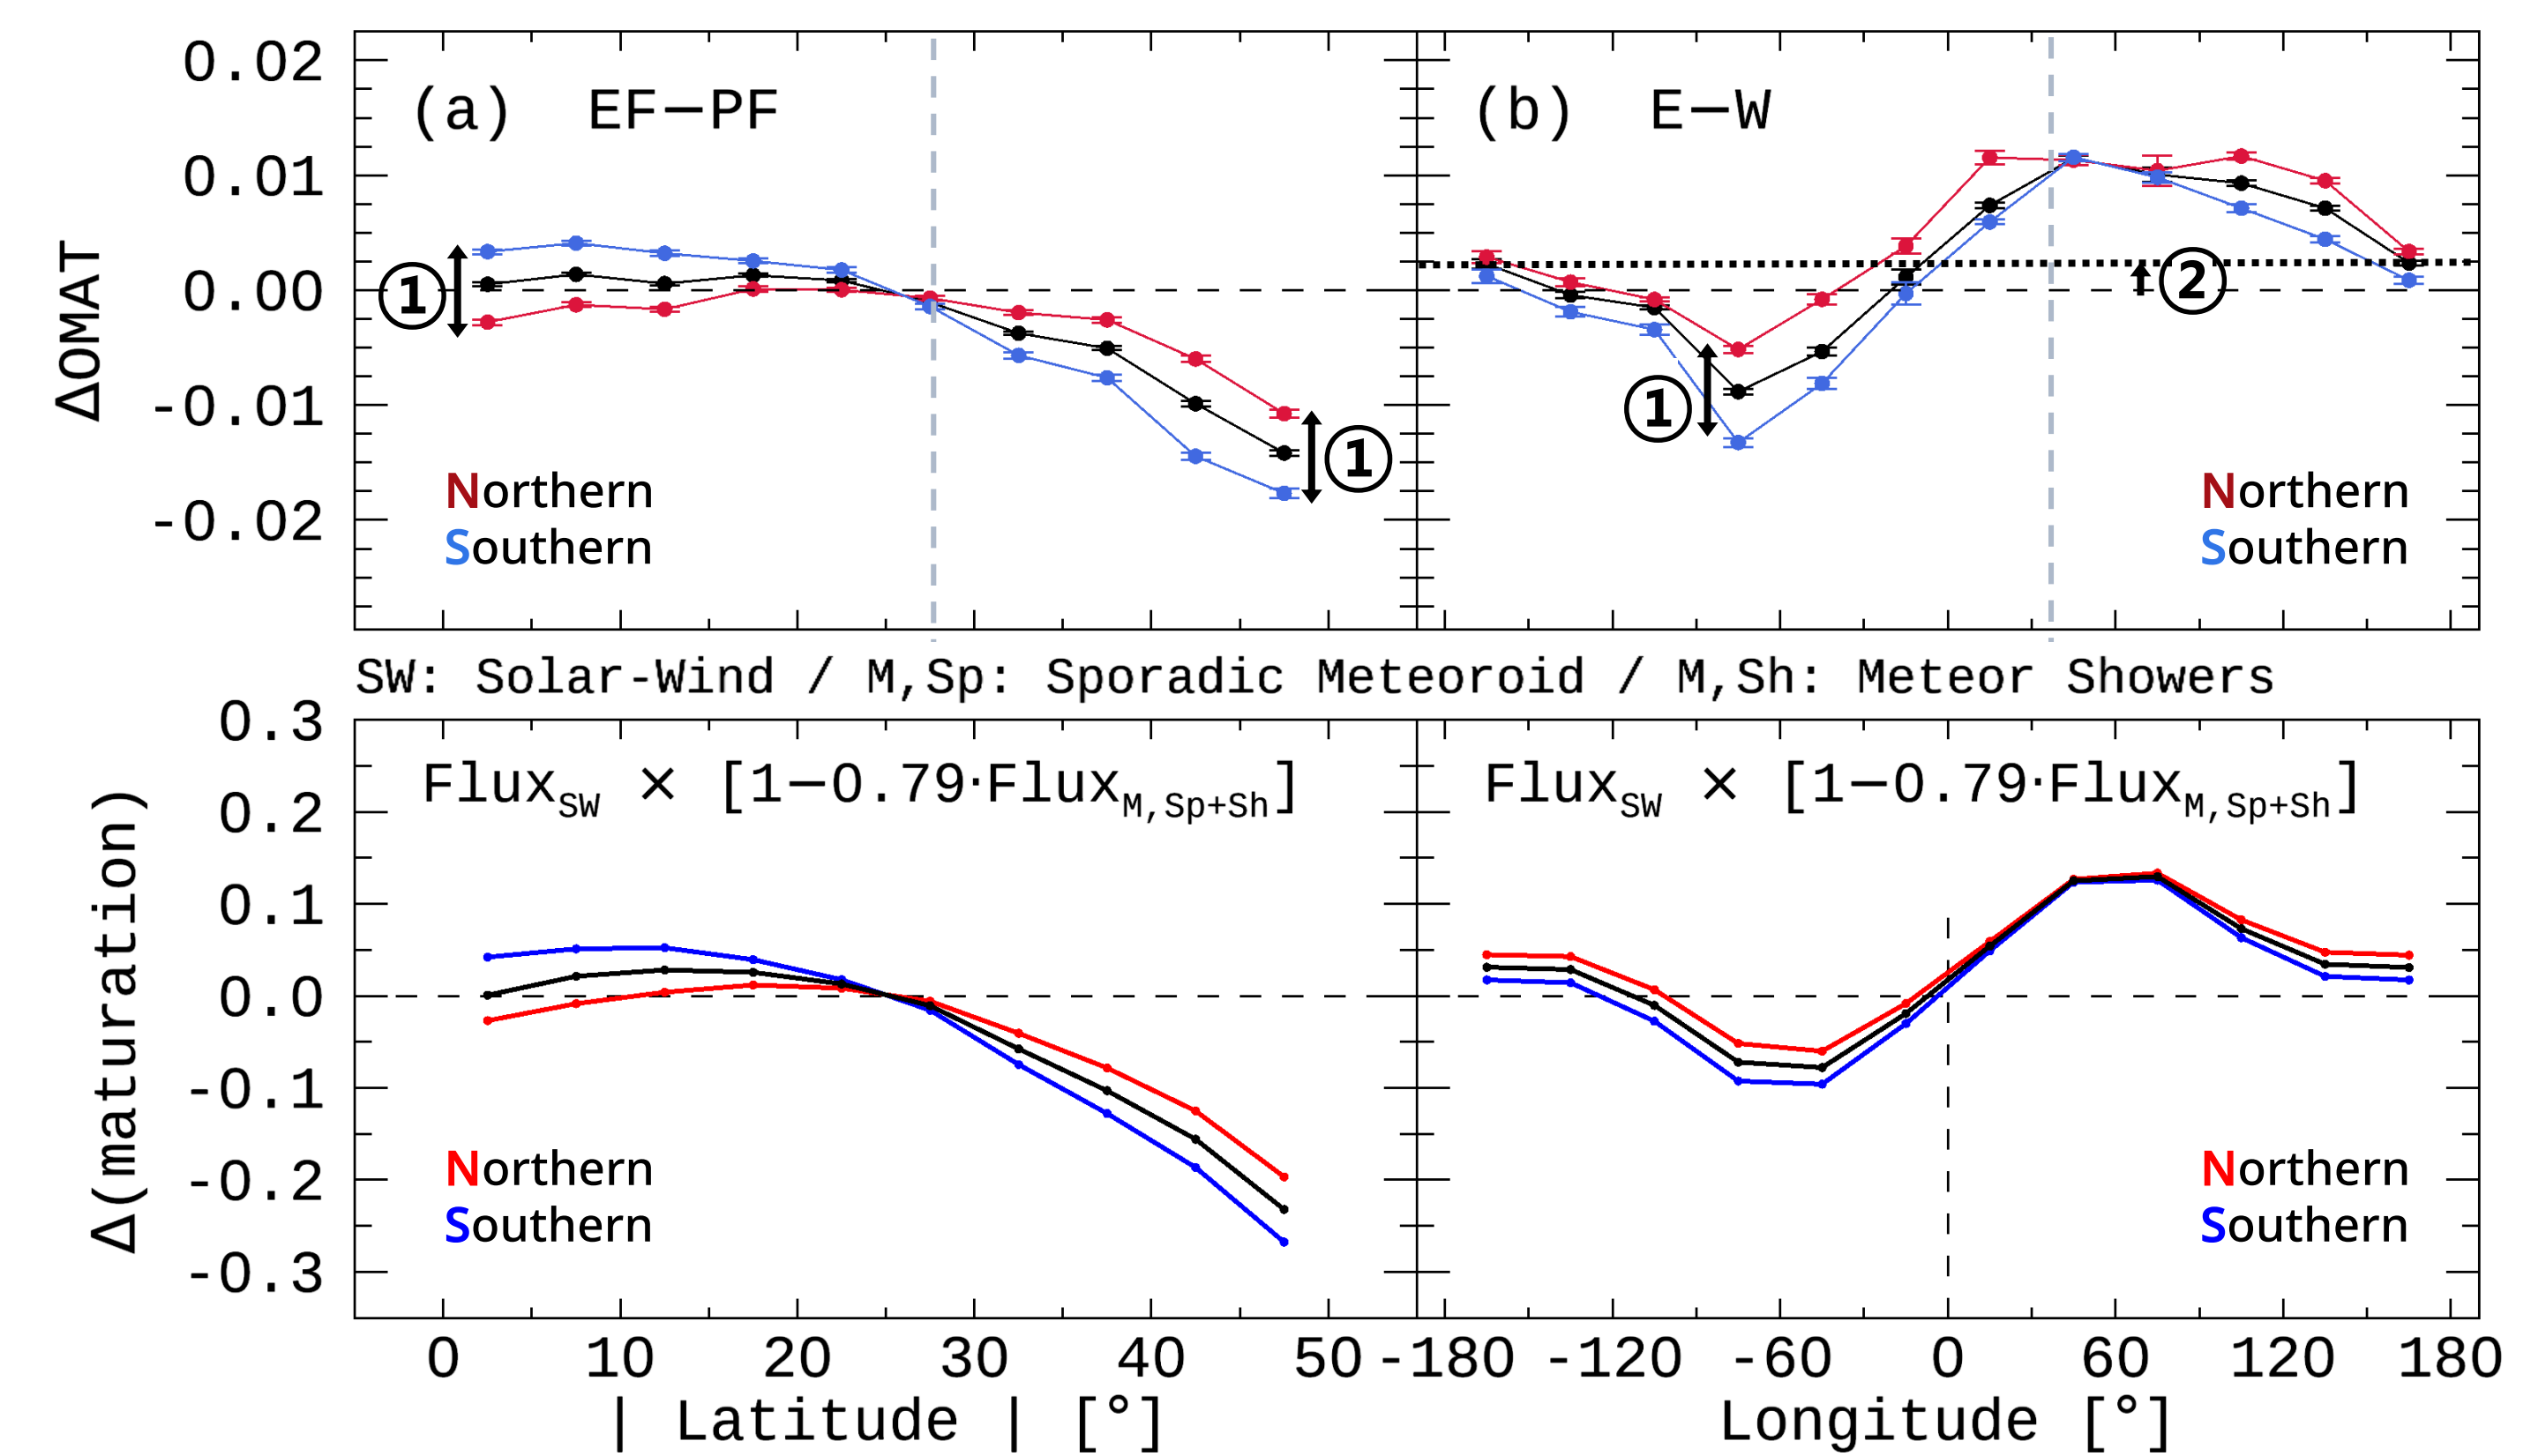 (a) EF−PF
(b) E−W
ΔOMAT
0.02
0.01
0.00
-0.01
-0.02
①
①
①
②
Northern
Southern
Northern
Southern
SW: Solar-Wind / M,Sp: Sporadic Meteoroid / M,Sh: Meteor Showers
Δ(maturation)
0.3
0.2
0.1
0.0
-0.1
-0.2
-0.3
Flux_SW × [1−0.79·Flux_M,Sp+Sh]
Flux_SW × [1−0.79·Flux_M,Sp+Sh]
Northern
Southern
Northern
Southern
0 10 20 30 40 50
-180 -120 -60 0 60 120 180
| Latitude | [°]
Longitude [°]